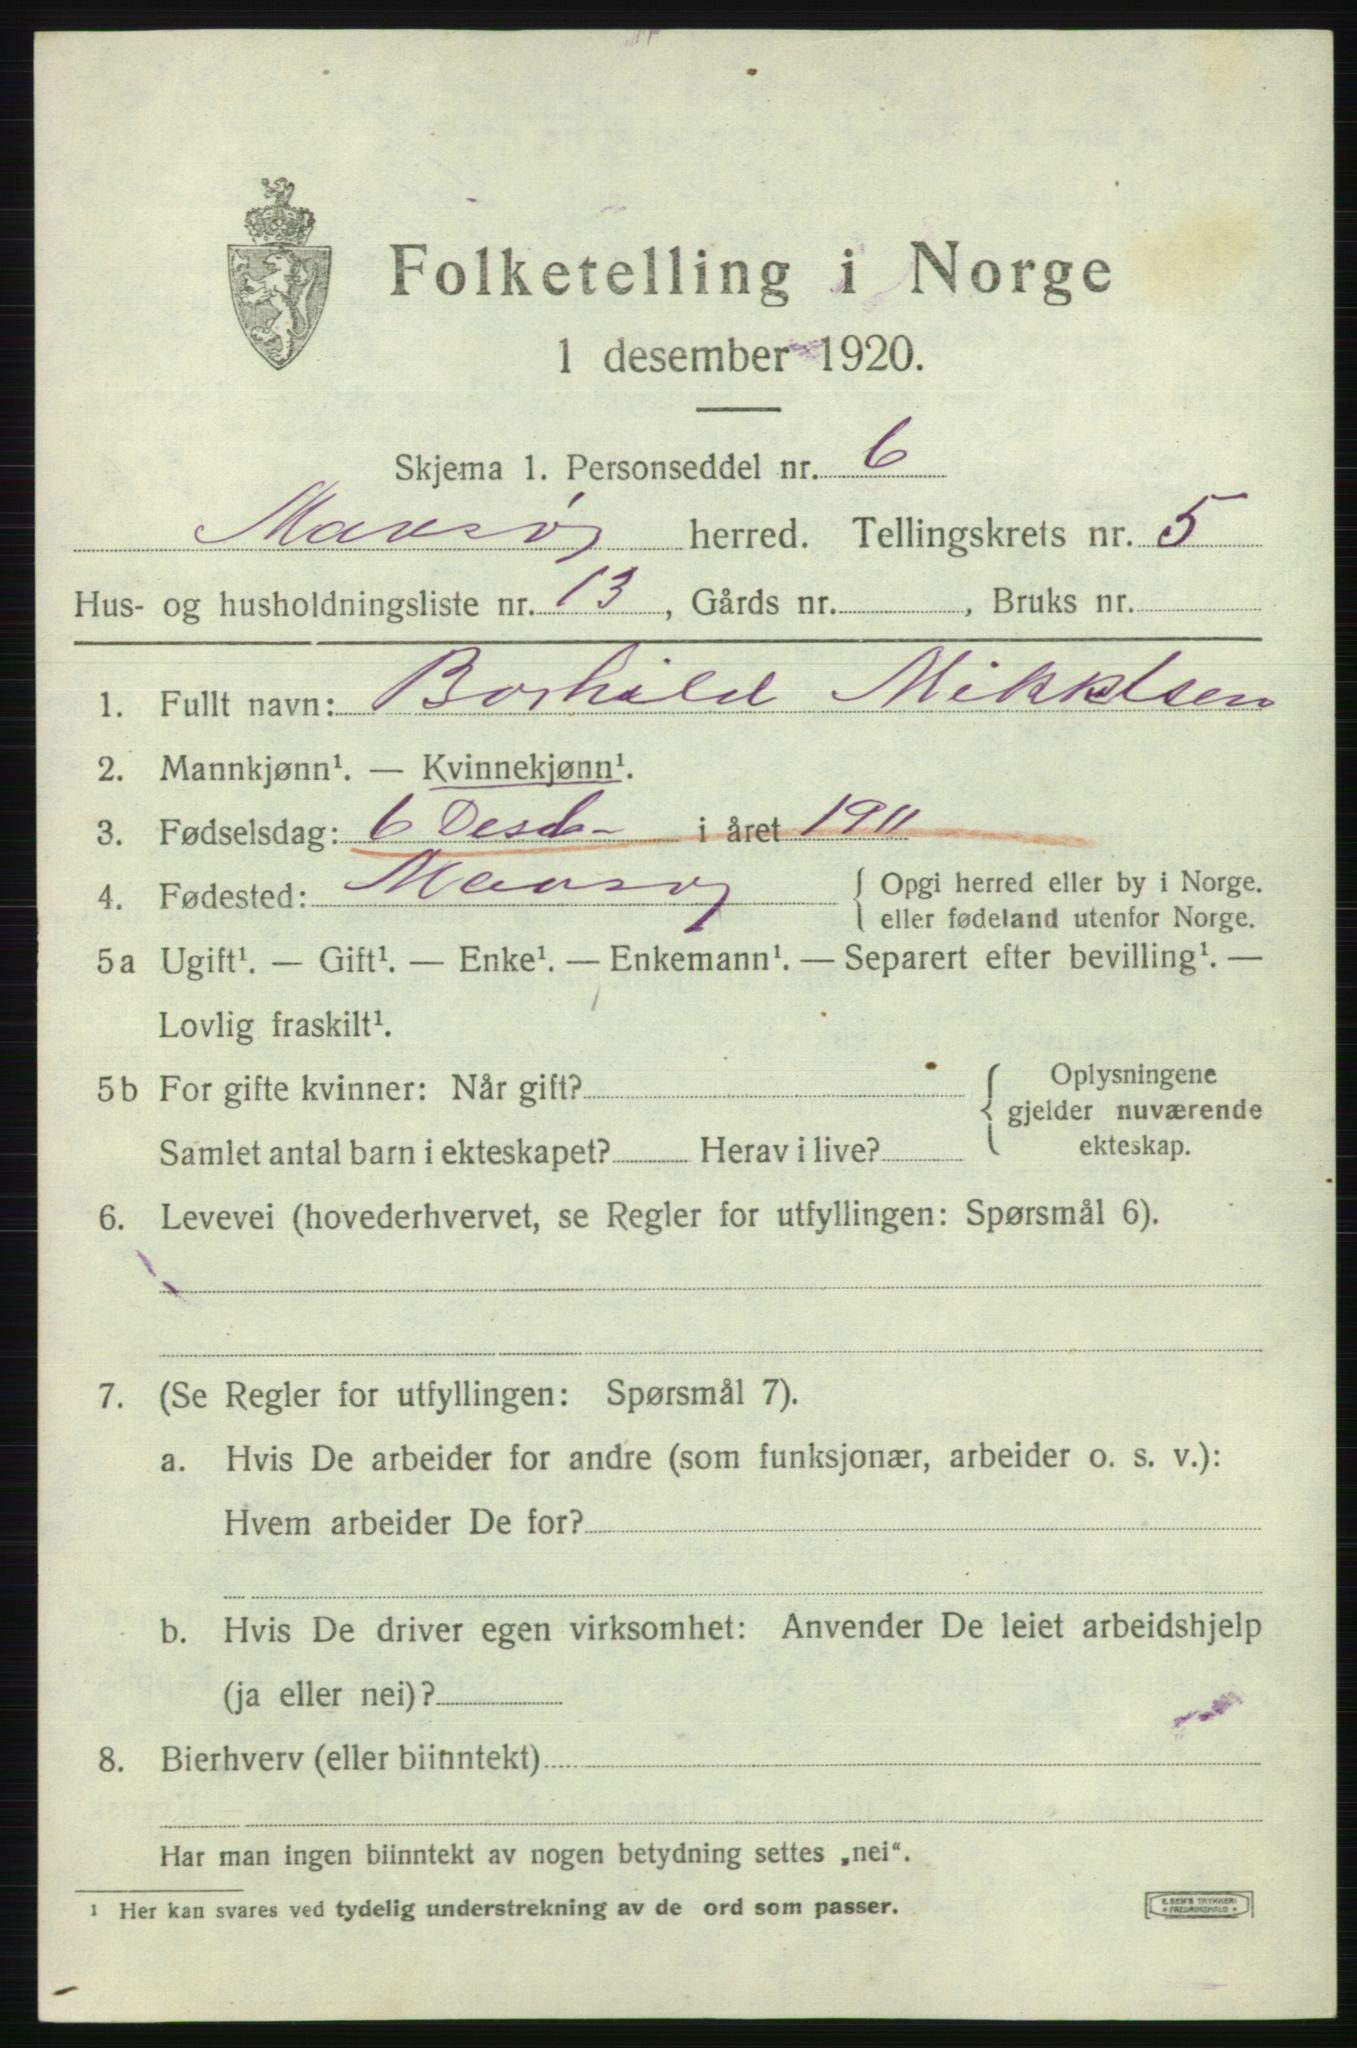 Folketelling i Norge
1 desember 1920.
Skjema 1. Personseddel nr. 6
Maasøy herred. Tellingskrets nr. 5
Hus- og husholdningsliste nr. 13, Gårds nr. , Bruks nr.
1. Fullt navn: Borhild Mikkelsen
2. Mannkjønn¹. — Kvinnekjønn¹.
3. Fødselsdag: 6 Desbr i året 1911
4. Fødested: Maasøy { Opgi herred eller by i Norge.
eller fødeland utenfor Norge.
5a Ugift¹. — Gift¹. — Enke¹. — Enkemann¹. — Separert efter bevilling¹. —
Lovlig fraskilt¹.
5b For gifte kvinner: Når gift? { Oplysningene
gjelder nuværende
Samlet antal barn i ekteskapet? Herav i live? ekteskap.
6. Levevei (hovederhvervet, se Regler for utfyllingen: Spørsmål 6).
7. (Se Regler for utfyllingen: Spørsmål 7).
a. Hvis De arbeider for andre (som funksjonær, arbeider o. s. v.):
Hvem arbeider De for?
b. Hvis De driver egen virksomhet: Anvender De leiet arbeidshjelp
(ja eller nei)?
8. Bierhverv (eller biinntekt)
Har man ingen biinntekt av nogen betydning settes „nei“.
¹ Her kan svares ved tydelig understrekning av de ord som passer.
E. SEM'S TRYKKERI
FREDRIKSHALD